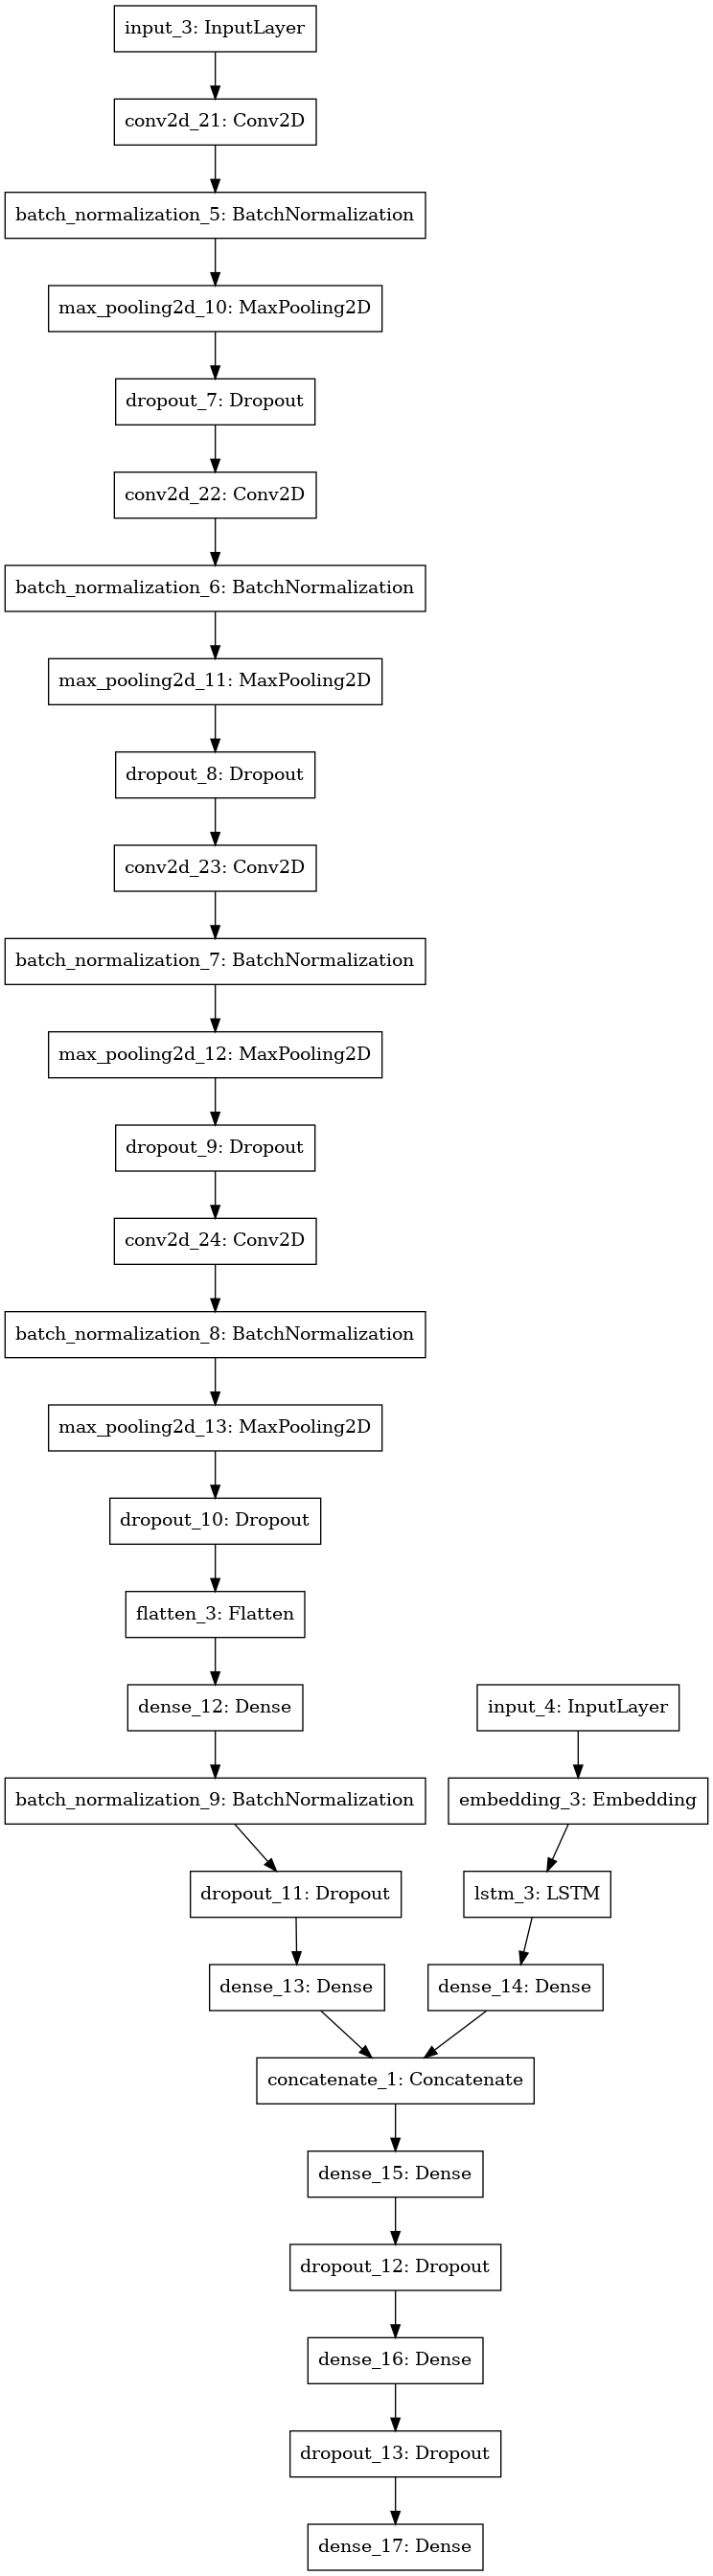 input_3: InputLayer
conv2d_21: Conv2D
batch_normalization_5: BatchNormalization
max_pooling2d_10: MaxPooling2D
dropout_7: Dropout
conv2d_22: Conv2D
batch_normalization_6: BatchNormalization
max_pooling2d_11: MaxPooling2D
dropout_8: Dropout
conv2d_23: Conv2D
batch_normalization_7: BatchNormalization
max_pooling2d_12: MaxPooling2D
dropout_9: Dropout
conv2d_24: Conv2D
batch_normalization_8: BatchNormalization
max_pooling2d_13: MaxPooling2D
dropout_10: Dropout
flatten_3: Flatten
dense_12: Dense
input_4: InputLayer
batch_normalization_9: BatchNormalization
embedding_3: Embedding
dropout_11: Dropout
lstm_3: LSTM
dense_13: Dense
dense_14: Dense
concatenate_1: Concatenate
dense_15: Dense
dropout_12: Dropout
dense_16: Dense
dropout_13: Dropout
dense_17: Dense